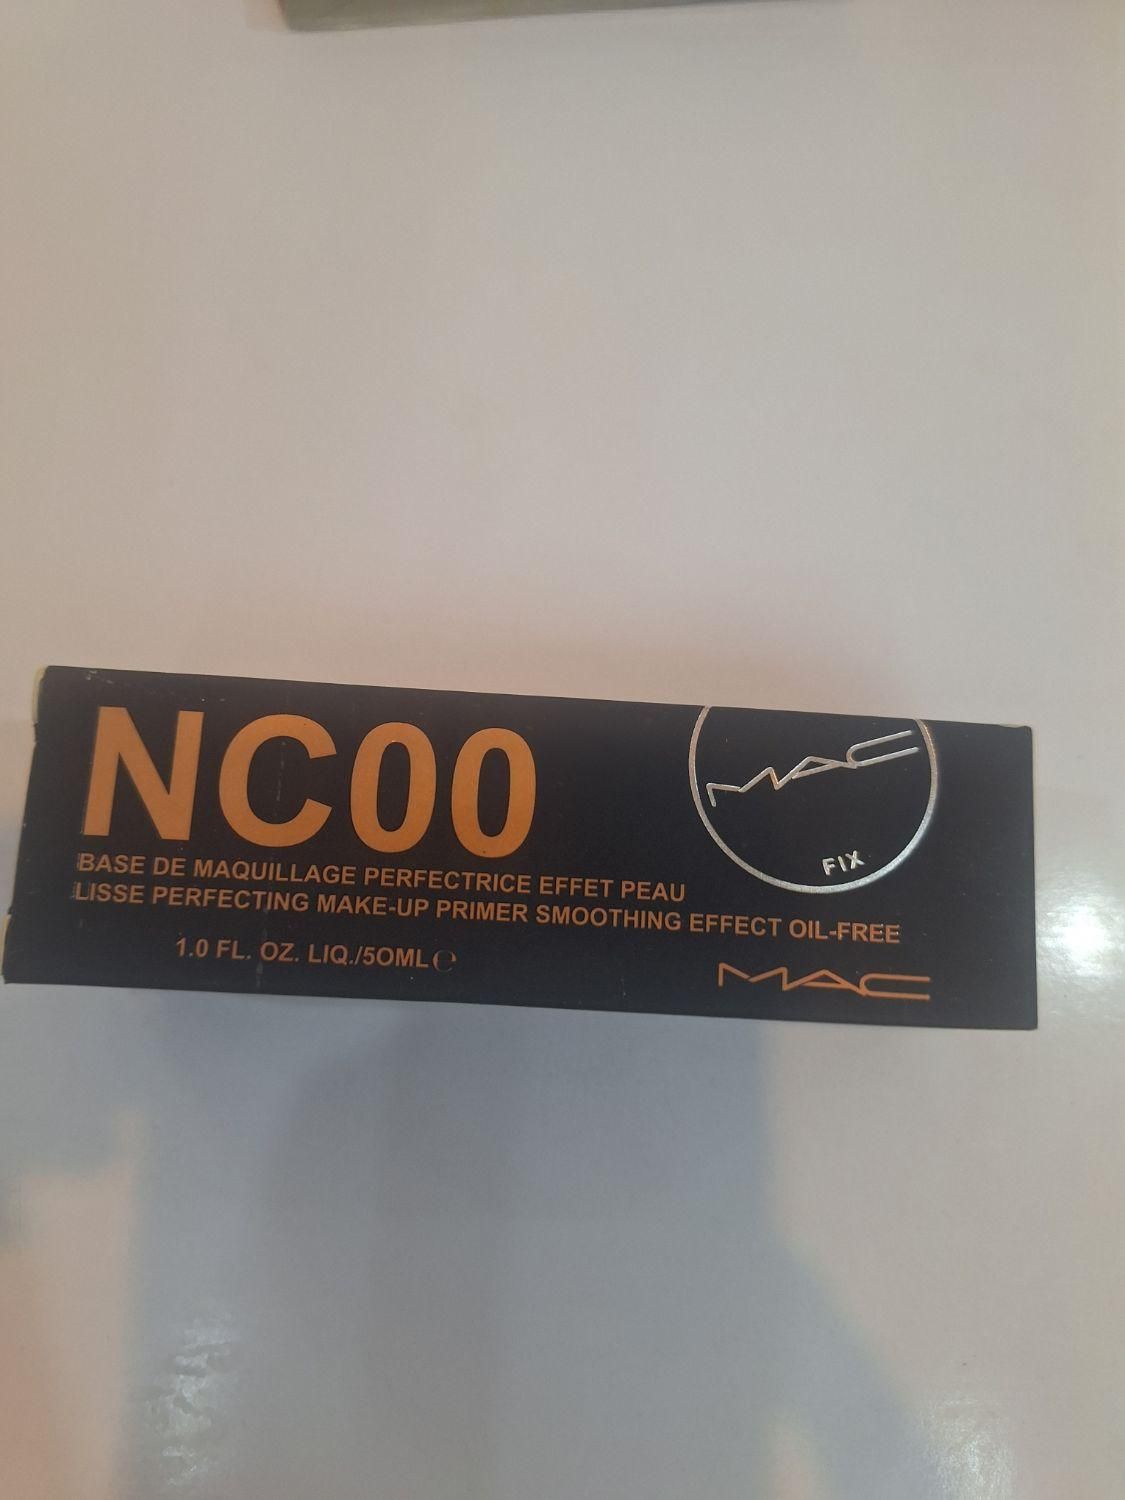 NC00
BASE DE MAQUILLAGE PERFECTRICE EFFET PEAU
LISSE PERFECTING MAKE-UP PRIMER SMOOTHING EFFECT OIL-FREE
1.0 FL. OZ. LIQ./5OML℮
MAC
FIX
MAC